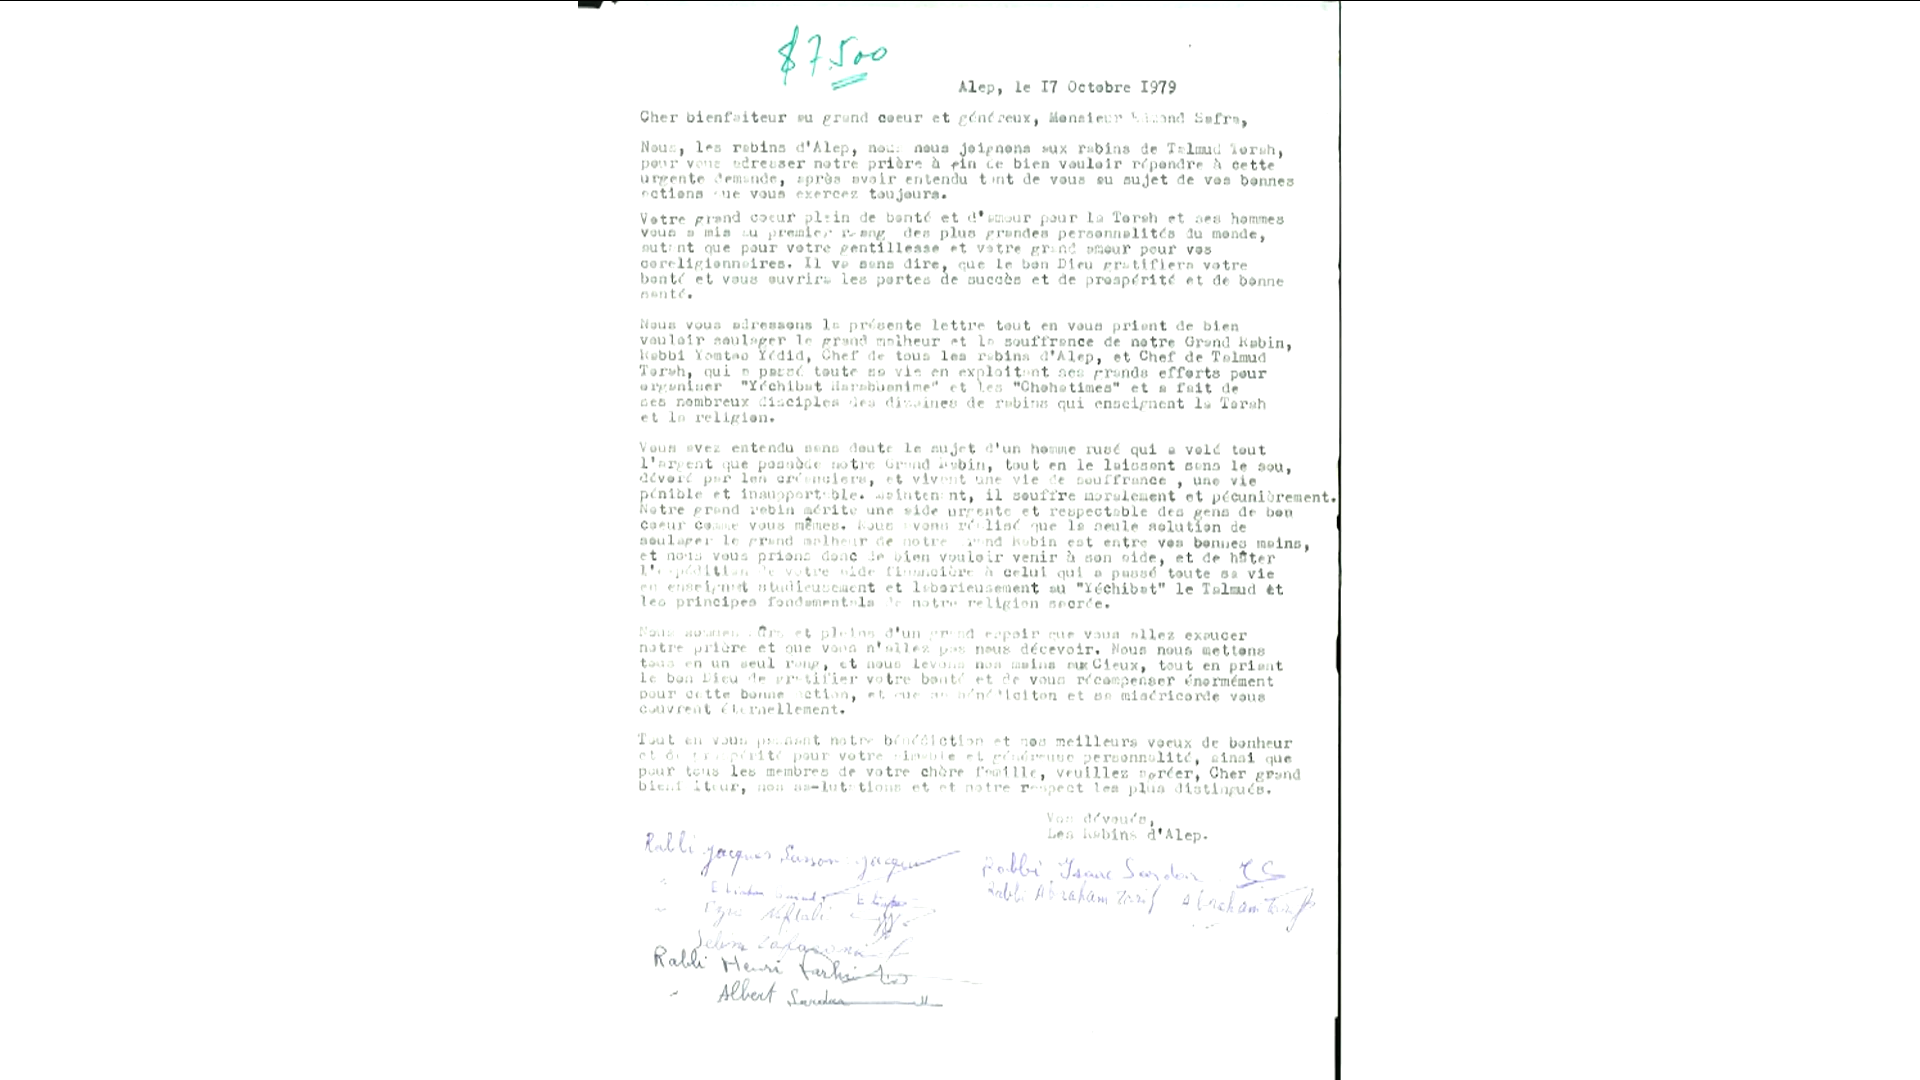 $7.500
Alep, le I7 Octobre I979
Cher bienfaiteur au grand coeur et généreux, Monsieur Safra,
Nous, les rabins d'Alep, nous nous joignons aux rabins de Talmud Torah,
pour vous adresser notre prière à fin de bien vouloir répondre à cette
urgente demande, après avoir entendu tant de vous au sujet de vos bonnes
actions que vous exercez toujours.
Votre grand coeur plein de bonté et d'amour pour la Torah et ses hommes
vous a mis au premier rang des plus grandes personnalités du monde,
autant que pour votre gentillesse et votre grand amour pour vos
coreligionnaires. Il va sans dire, que le bon Dieu gratifiera votre
bonté et vous ouvrira les portes de succès et de prospérité et de bonne
santé.
Nous vous adressons la présente lettre tout en vous priant de bien
vouloir soulager le grand malheur et la souffrance de notre Grand Rabin,
Rabbi Yomtob Yédid, Chef de tous les rabins d'Alep, et Chef de Talmud
Torah, qui a passé toute sa vie en exploitant ses grands efforts pour
organiser "Yéchibat Harabbanime" et les "Chohatimes" et a fait de
ses nombreux disciples des dizaines de rabins qui enseignent la Torah
et la religion.
Vous avez entendu sans doute le sujet d'un homme rusé qui a volé tout
l'argent que possède notre Grand Rabin, tout en le laissant sans le sou,
dévoré par les créanciers, et vivant une vie de souffrance , une vie
pénible et insupportable. Maintenant, il souffre moralement et pécunièrement.
Notre grand rabin mérite une aide urgente et respectable des gens de bon
coeur comme vous mêmes. Nous avons réalisé que la seule solution de
soulager le grand malheur de notre Grand Rabin est entre vos bonnes mains,
et nous vous prions donc de bien vouloir venir à son aide, et de hâter
l'expédition de votre aide financière à celui qui a passé toute sa vie
en enseignant studieusement et laborieusement au "Yéchibat" le Talmud et
les principes fondamentals de notre religion sacrée.
Nous sommes sûrs et pleins d'un grand espoir que vous allez exaucer
notre prière et que vous n'allez pas nous décevoir. Nous nous mettons
tous en un seul rang, et nous levons nos mains aux Cieux, tout en priant
le bon Dieu de gratifier votre bonté et de vous récompenser énormément
pour cette bonne action, et que sa bénédiciton et sa miséricorde vous
couvrent éternellement.
Tout en vous notre bénédiction et nos meilleurs voeux de bonheur
et de prospérité pour votre aimable et généreuse personnalité, ainsi que
pour tous les membres de votre chère famille, veuillez agréer, Cher grand
bienfaiteur, nos sa-lutations et et notre respect les plus distingués.
Vos dévoués,
Les Rabins d'Alep.
Rabbi Jacques Sasson Jacques
Rabbi Isaac Sardar
Rabbi Abraham Tarif Abraham Tarif
Selim
Rabbi Henri Farhi
" Albert Sardar